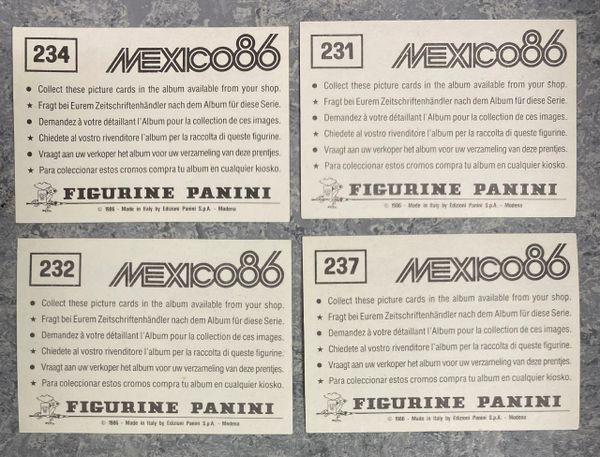 234 MEXICO86
● Collect these picture cards in the album available from your shop.
★ Fragt bei Eurem Zeitschriftenhändler nach dem Album für diese Serie.
● Demandez à votre détaillant l'Album pour la collection de ces images.
★ Chiedete al vostro rivenditore l'album per la raccolta di queste figurine.
● Vraagt aan uw verkoper het album voor uw verzameling van deze prentjes.
★ Para coleccionar estos cromos compra tu album en cualquier kiosko.
FIGURINE PANINI
© 1986 - Made in Italy by Edizioni Panini S.p.A. - Modena
231 MEXICO86
● Collect these picture cards in the album available from your shop.
★ Fragt bei Eurem Zeitschriftenhändler nach dem Album für diese Serie.
● Demandez à votre détaillant l'Album pour la collection de ces images.
★ Chiedete al vostro rivenditore l'album per la raccolta di queste figurine.
● Vraagt aan uw verkoper het album voor uw verzameling van deze prentjes.
★ Para coleccionar estos cromos compra tu album en cualquier kiosko.
FIGURINE PANINI
© 1986 - Made in Italy by Edizioni Panini S.p.A. - Modena
232 MEXICO86
● Collect these picture cards in the album available from your shop.
★ Fragt bei Eurem Zeitschriftenhändler nach dem Album für diese Serie.
● Demandez à votre détaillant l'Album pour la collection de ces images.
★ Chiedete al vostro rivenditore l'album per la raccolta di queste figurine.
● Vraagt aan uw verkoper het album voor uw verzameling van deze prentjes.
★ Para coleccionar estos cromos compra tu album en cualquier kiosko.
FIGURINE PANINI
© 1986 - Made in Italy by Edizioni Panini S.p.A. - Modena
237 MEXICO86
● Collect these picture cards in the album available from your shop.
★ Fragt bei Eurem Zeitschriftenhändler nach dem Album für diese Serie.
● Demandez à votre détaillant l'Album pour la collection de ces images.
★ Chiedete al vostro rivenditore l'album per la raccolta di queste figurine.
● Vraagt aan uw verkoper het album voor uw verzameling van deze prentjes.
★ Para coleccionar estos cromos compra tu album en cualquier kiosko.
FIGURINE PANINI
© 1986 - Made in Italy by Edizioni Panini S.p.A. - Modena